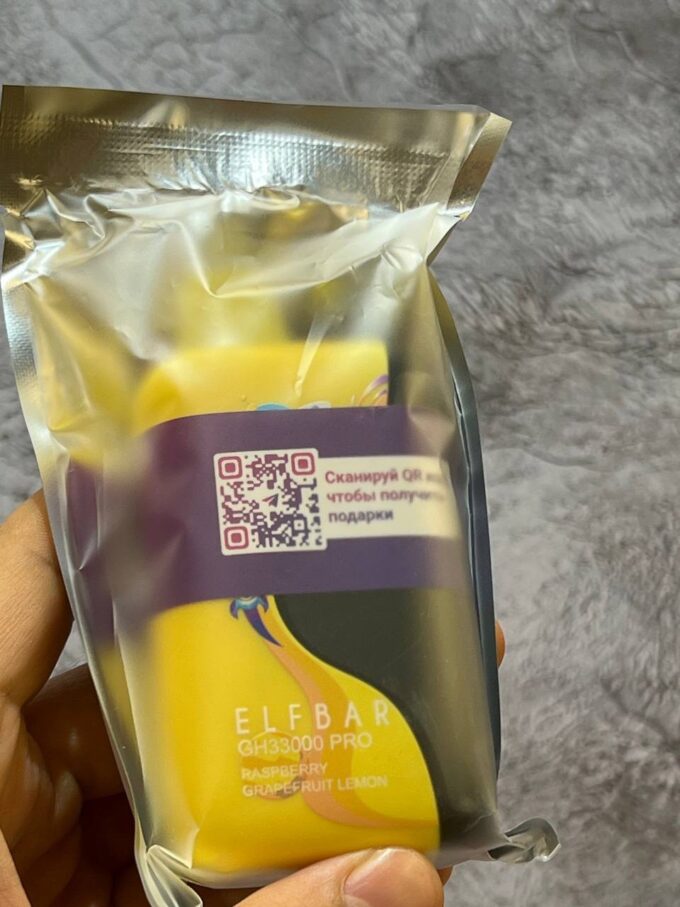 Сканируй QR
чтобы получить
подарки
ELFBAR
GH33000 PRO
RASPBERRY
GRAPEFRUIT LEMON